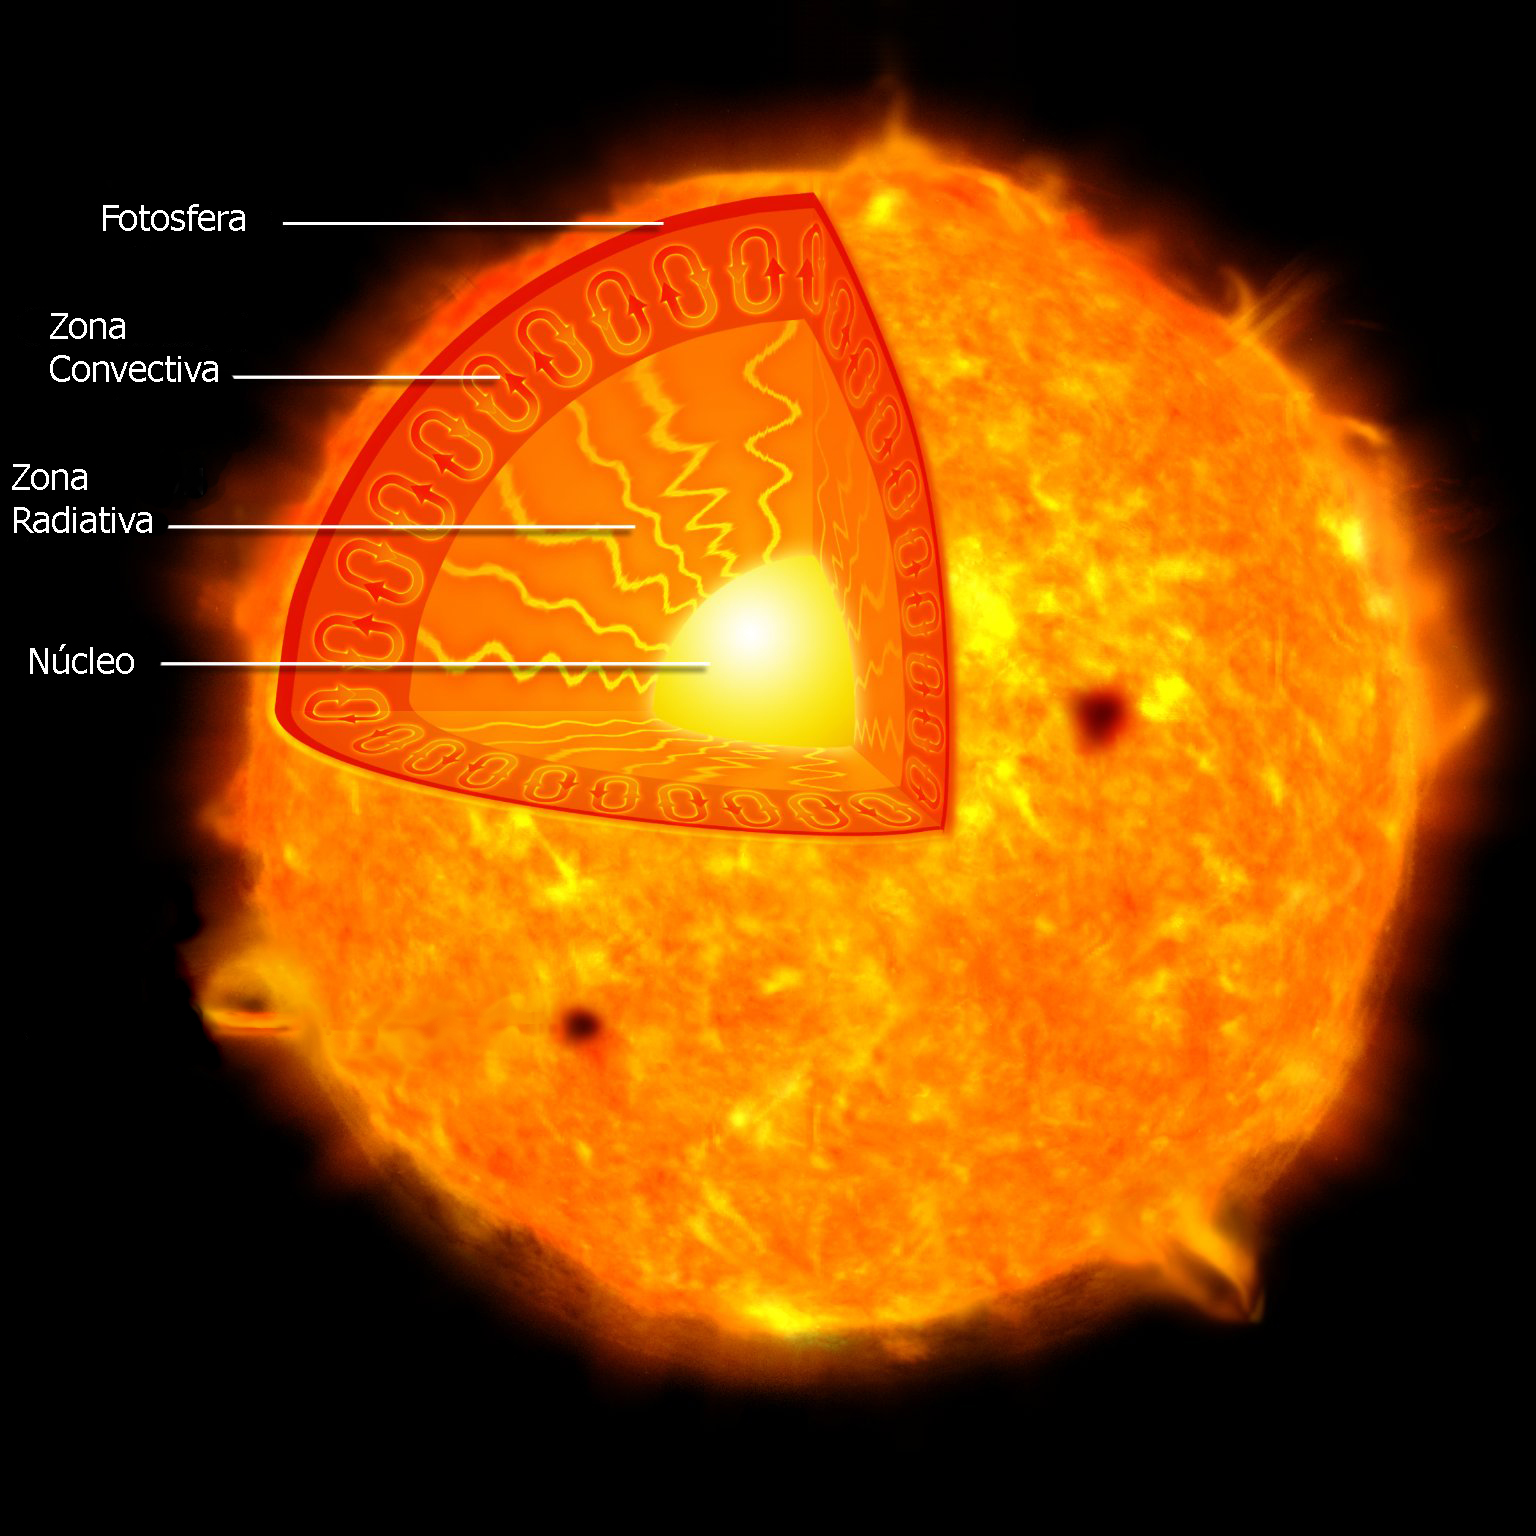 Fotosfera
Zona
Convectiva
Zona
Radiativa
Núcleo